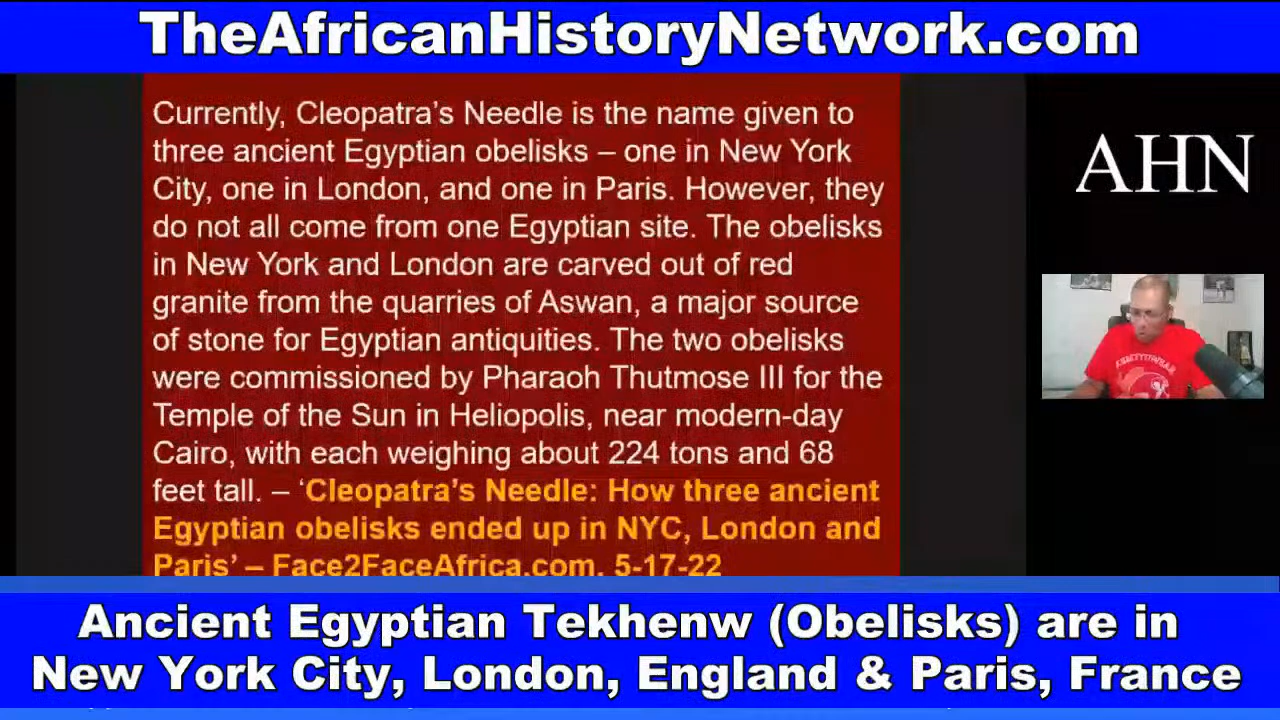 TheAfricanHistoryNetwork.com
Currently, Cleopatra's Needle is the name given to
three ancient Egyptian obelisks – one in New York
City, one in London, and one in Paris. However, they
do not all come from one Egyptian site. The obelisks
in New York and London are carved out of red
granite from the quarries of Aswan, a major source
of stone for Egyptian antiquities. The two obelisks
were commissioned by Pharaoh Thutmose III for the
Temple of the Sun in Heliopolis, near modern-day
Cairo, with each weighing about 224 tons and 68
feet tall. – ‘Cleopatra's Needle: How three ancient
Egyptian obelisks ended up in NYC, London and
Paris’ – Face2FaceAfrica.com, 5-17-22
AHN
Ancient Egyptian Tekhenw (Obelisks) are in
New York City, London, England & Paris, France